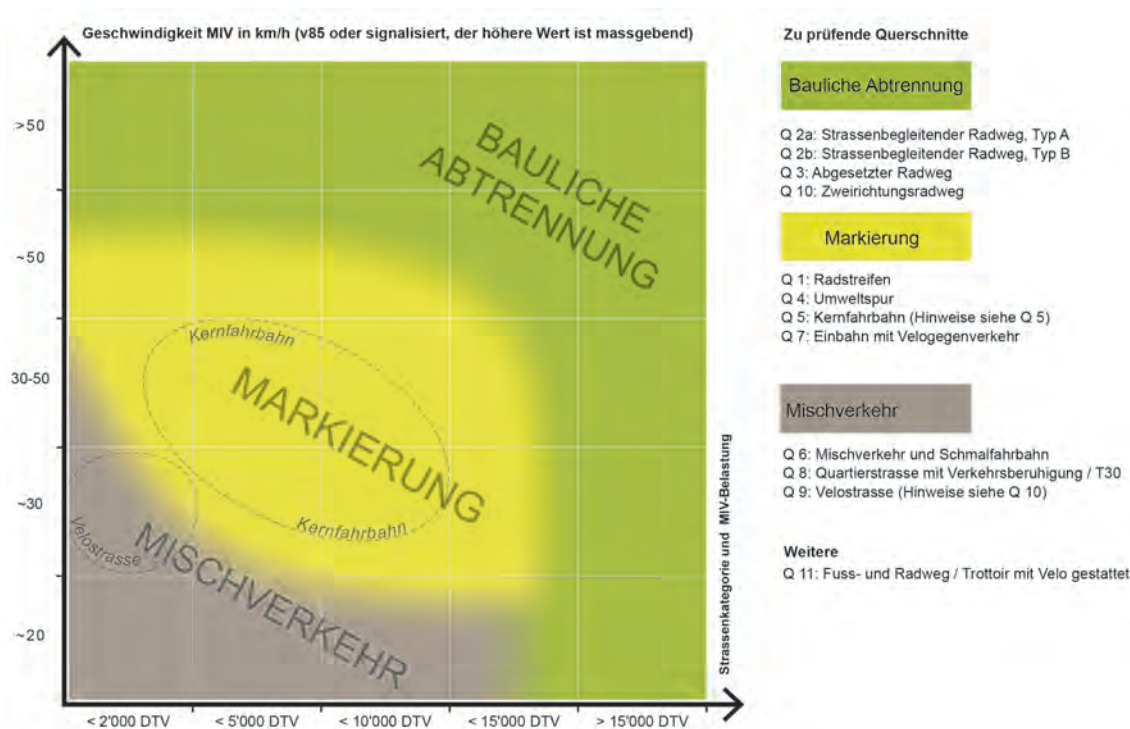 Geschwindigkeit MIV in km/h (v85 oder signalisiert, der höhere Wert ist massgebend)
>50
~50
30-50
~30
~20
BAULICHE
ABTRENNUNG
Kernfahrbahn
MARKIERUNG
Kernfahrbahn
Velostrasse
MISCHVERKEHR
Strassenkategorie und MIV-Belastung
< 2'000 DTV
< 5'000 DTV
< 10'000 DTV
< 15'000 DTV
> 15'000 DTV
Zu prüfende Querschnitte
Bauliche Abtrennung
Q 2a: Strassenbegleitender Radweg, Typ A
Q 2b: Strassenbegleitender Radweg, Typ B
Q 3: Abgesetzter Radweg
Q 10: Zweirichtungsradweg
Markierung
Q 1: Radstreifen
Q 4: Umweltspur
Q 5: Kernfahrbahn (Hinweise siehe Q 5)
Q 7: Einbahn mit Velogegenverkehr
Mischverkehr
Q 6: Mischverkehr und Schmalfahrbahn
Q 8: Quartierstrasse mit Verkehrsberuhigung / T30
Q 9: Velostrasse (Hinweise siehe Q 10)
Weitere
Q 11: Fuss- und Radweg / Trottoir mit Velo gestattet